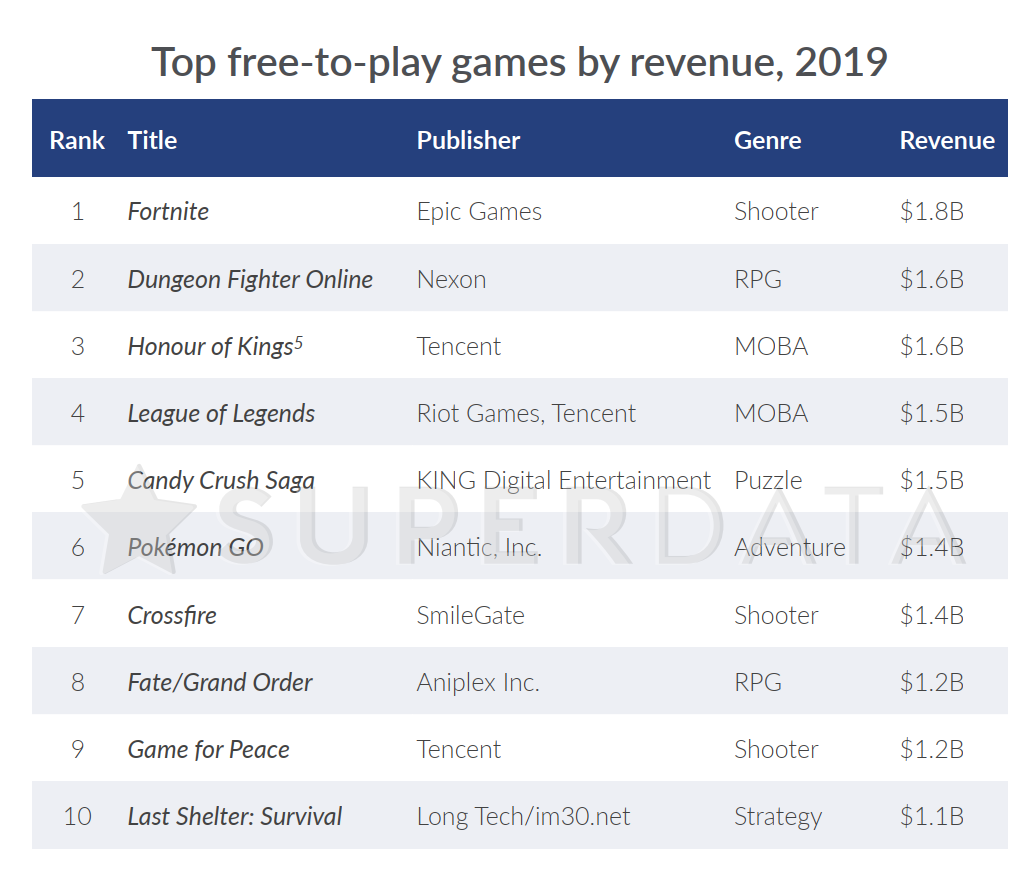 Top free-to-play games by revenue, 2019
Rank Title Publisher Genre Revenue
1 Fortnite Epic Games Shooter $1.8B
2 Dungeon Fighter Online Nexon RPG $1.6B
3 Honour of Kings⁵ Tencent MOBA $1.6B
4 League of Legends Riot Games, Tencent MOBA $1.5B
5 Candy Crush Saga KING Digital Entertainment Puzzle $1.5B
SUPERDATA
6 Pokémon GO Niantic, Inc. Adventure $1.4B
7 Crossfire SmileGate Shooter $1.4B
8 Fate/Grand Order Aniplex Inc. RPG $1.2B
9 Game for Peace Tencent Shooter $1.2B
10 Last Shelter: Survival Long Tech/im30.net Strategy $1.1B